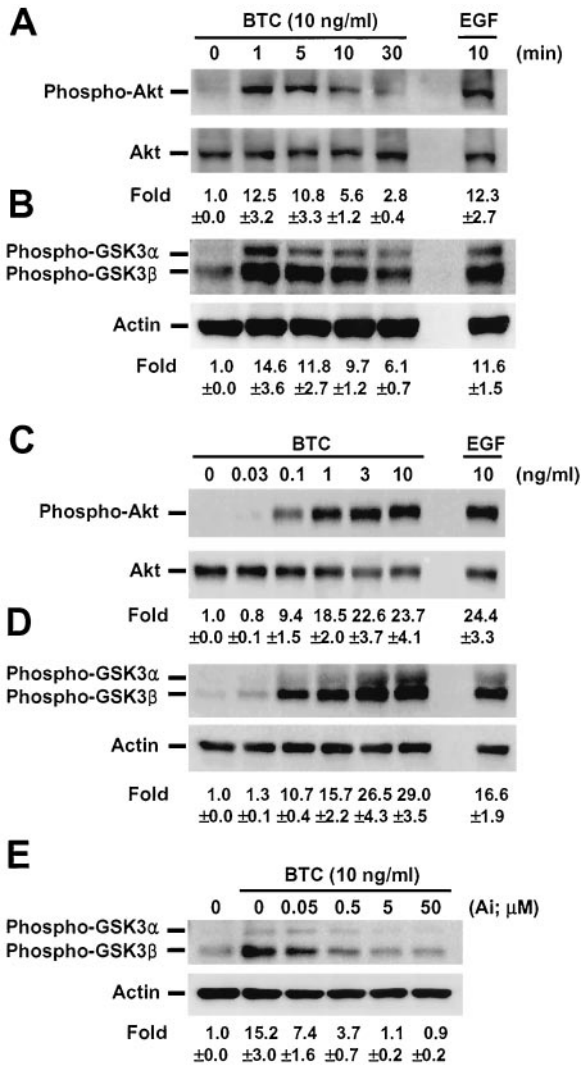 A
BTC (10 ng/ml) EGF
0 1 5 10 30 10 (min)
Phospho-Akt
Akt
Fold 1.0 12.5 10.8 5.6 2.8 12.3
±0.0 ±3.2 ±3.3 ±1.2 ±0.4 ±2.7
B
Phospho-GSK3α
Phospho-GSK3β
Actin
Fold 1.0 14.6 11.8 9.7 6.1 11.6
±0.0 ±3.6 ±2.7 ±1.2 ±0.7 ±1.5
C
BTC EGF
0 0.03 0.1 1 3 10 10 (ng/ml)
Phospho-Akt
Akt
Fold 1.0 0.8 9.4 18.5 22.6 23.7 24.4
±0.0 ±0.1 ±1.5 ±2.0 ±3.7 ±4.1 ±3.3
D
Phospho-GSK3α
Phospho-GSK3β
Actin
Fold 1.0 1.3 10.7 15.7 26.5 29.0 16.6
±0.0 ±0.1 ±0.4 ±2.2 ±4.3 ±3.5 ±1.9
E
BTC (10 ng/ml)
0 0 0.05 0.5 5 50 (Ai; μM)
Phospho-GSK3α
Phospho-GSK3β
Actin
Fold 1.0 15.2 7.4 3.7 1.1 0.9
±0.0 ±3.0 ±1.6 ±0.7 ±0.2 ±0.2